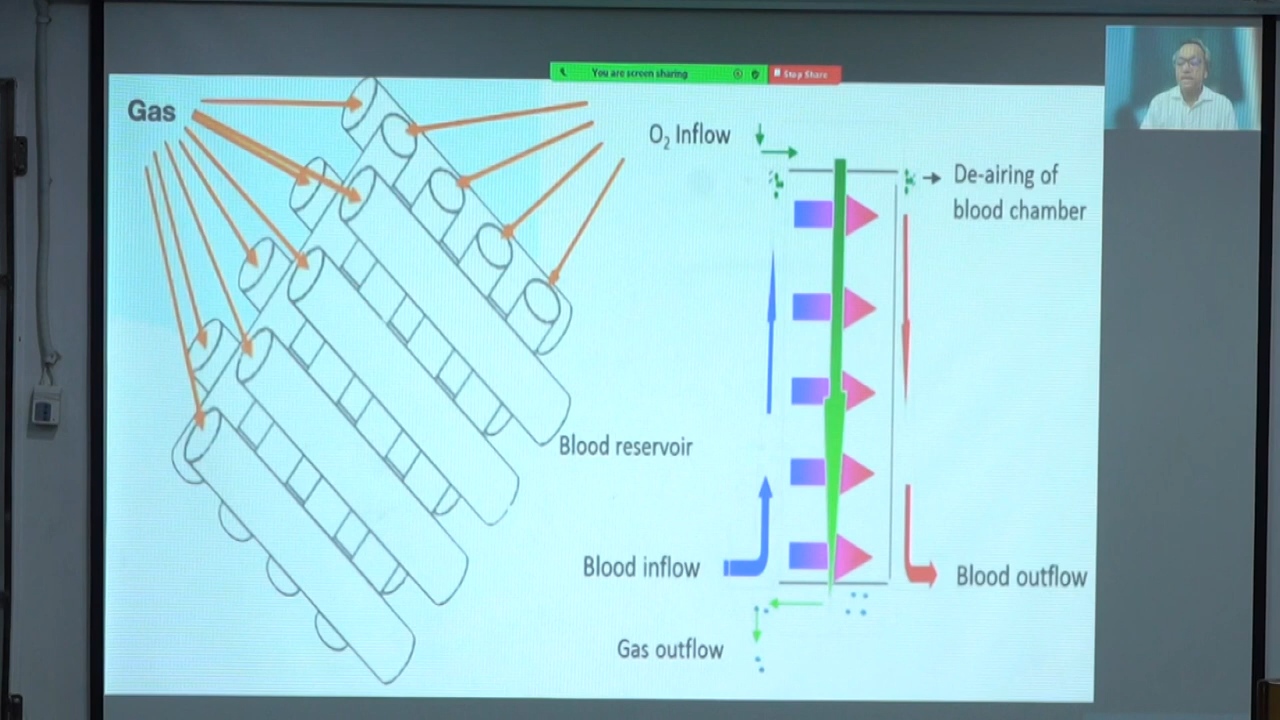 You are screen sharing
Stop Share
Gas
O₂ Inflow
De-airing of
blood chamber
Blood reservoir
Blood inflow
Blood outflow
Gas outflow